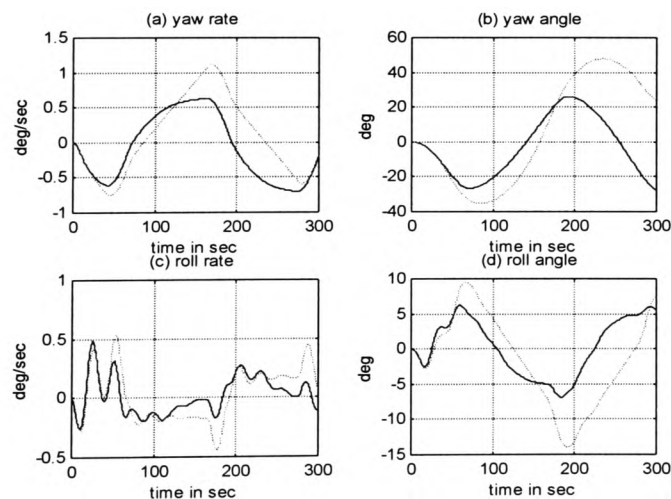 (a) yaw rate
1.5
1
0.5
0
-0.5
-1
deg/sec
0 100 200 300
time in sec
(b) yaw angle
60
40
20
0
-20
-40
deg
0 100 200 300
time in sec
(c) roll rate
1
0.5
0
-0.5
deg/sec
0 100 200 300
time in sec
(d) roll angle
10
5
0
-5
-10
-15
deg
0 100 200 300
time in sec